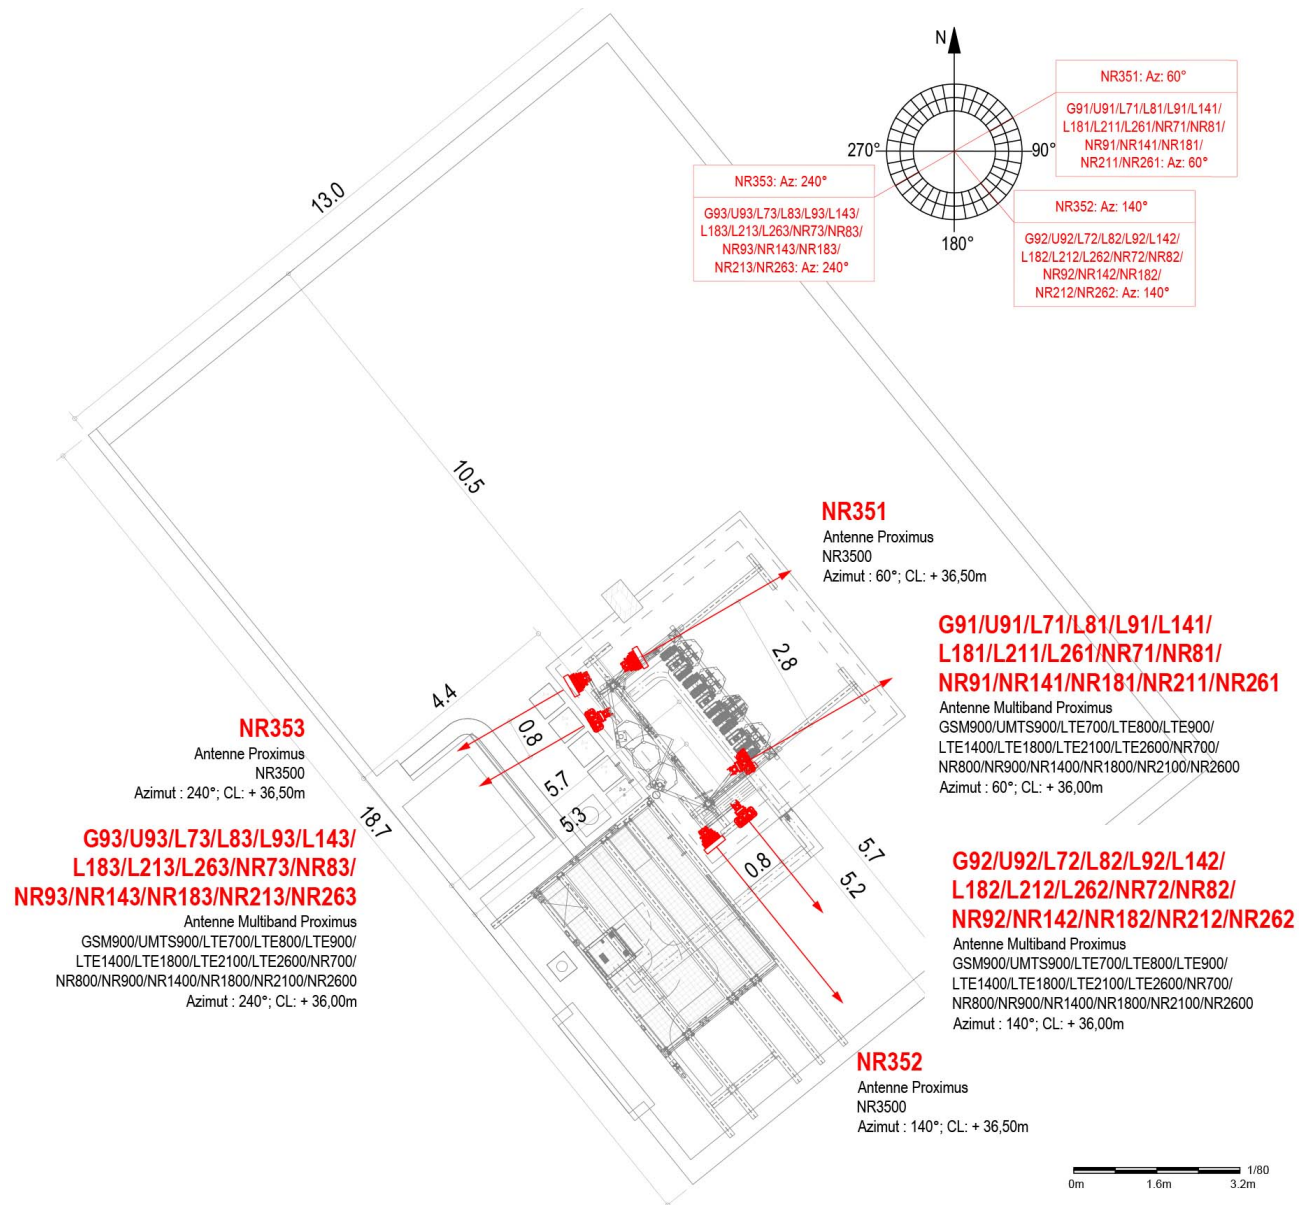 N
270°
90°
180°
NR351: Az: 60°
G91/U91/L71/L81/L91/L141/
L181/L211/L261/NR71/NR81/
NR91/NR141/NR181/
NR211/NR261: Az: 60°
NR353: Az: 240°
G93/U93/L73/L83/L93/L143/
L183/L213/L263/NR73/NR83/
NR93/NR143/NR183/
NR213/NR263: Az: 240°
NR352: Az: 140°
G92/U92/L72/L82/L92/L142/
L182/L212/L262/NR72/NR82/
NR92/NR142/NR182/
NR212/NR262: Az: 140°
13.0
10.5
NR351
Antenne Proximus
NR3500
Azimut : 60°; CL: + 36,50m
G91/U91/L71/L81/L91/L141/
L181/L211/L261/NR71/NR81/
NR91/NR141/NR181/NR211/NR261
Antenne Multiband Proximus
GSM900/UMTS900/LTE700/LTE800/LTE900/
LTE1400/LTE1800/LTE2100/LTE2600/NR700/
NR800/NR900/NR1400/NR1800/NR2100/NR2600
Azimut : 60°; CL: + 36,00m
2.8
4.4
0.8
5.7
5.3
18.7
NR353
Antenne Proximus
NR3500
Azimut : 240°; CL: + 36,50m
G93/U93/L73/L83/L93/L143/
L183/L213/L263/NR73/NR83/
NR93/NR143/NR183/NR213/NR263
Antenne Multiband Proximus
GSM900/UMTS900/LTE700/LTE800/LTE900/
LTE1400/LTE1800/LTE2100/LTE2600/NR700/
NR800/NR900/NR1400/NR1800/NR2100/NR2600
Azimut : 240°; CL: + 36,00m
0.8
5.7
5.2
G92/U92/L72/L82/L92/L142/
L182/L212/L262/NR72/NR82/
NR92/NR142/NR182/NR212/NR262
Antenne Multiband Proximus
GSM900/UMTS900/LTE700/LTE800/LTE900/
LTE1400/LTE1800/LTE2100/LTE2600/NR700/
NR800/NR900/NR1400/NR1800/NR2100/NR2600
Azimut : 140°; CL: + 36,00m
NR352
Antenne Proximus
NR3500
Azimut : 140°; CL: + 36,50m
1/80
0m 1.6m 3.2m